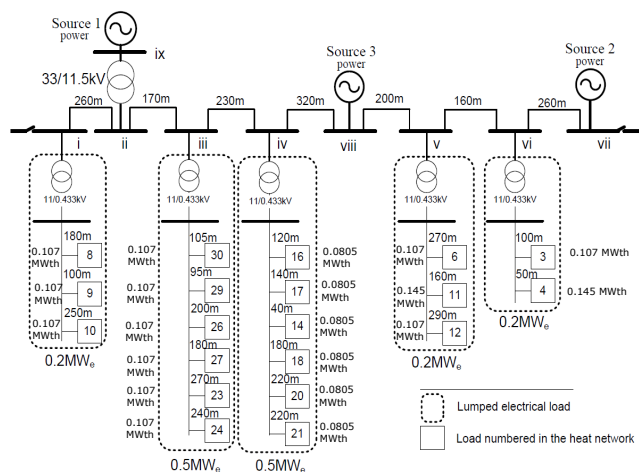 Source 1
power
ix
33/11.5kV
Source 3
power
Source 2
power
260m
170m
230m
320m
200m
160m
260m
i
ii
iii
iv
viii
v
vi
vii
11/0.433kV
11/0.433kV
11/0.433kV
11/0.433kV
11/0.433kV
180m
0.107
MWth
8
100m
0.107
MWth
9
250m
0.107
MWth
10
0.2MWe
105m
0.107
MWth
30
95m
0.107
MWth
29
200m
0.107
MWth
26
180m
0.107
MWth
27
270m
0.107
MWth
23
240m
0.107
MWth
24
0.5MWe
120m
16
0.0805
MWth
140m
17
0.0805
MWth
40m
14
0.0805
MWth
180m
18
0.0805
MWth
220m
20
0.0805
MWth
220m
21
0.0805
MWth
0.5MWe
270m
0.107
MWth
6
160m
0.145
MWth
11
290m
0.107
MWth
12
0.2MWe
100m
3
0.107 MWth
50m
4
0.145 MWth
0.2MWe
Lumped electrical load
Load numbered in the heat network